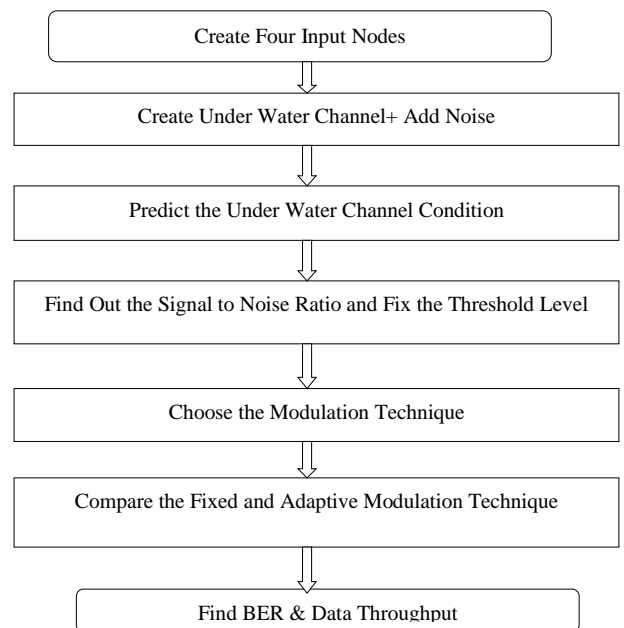 Create Four Input Nodes
Create Under Water Channel+ Add Noise
Predict the Under Water Channel Condition
Find Out the Signal to Noise Ratio and Fix the Threshold Level
Choose the Modulation Technique
Compare the Fixed and Adaptive Modulation Technique
Find BER & Data Throughput